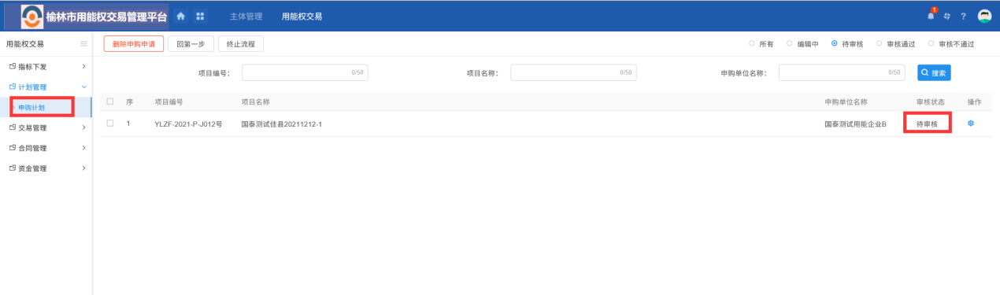 榆林市用能权交易管理平台 主体管理 用能权交易 1 ?
用能权交易 删除申购申请 回第一步 终止流程 所有 编辑中 待审核 审核通过 审核不通过
指标下发
计划管理 项目编号: 0/50 项目名称: 0/50 申购单位名称: 0/50 搜索
申购计划 序 项目编号 项目名称 申购单位名称 审核状态 操作
交易管理 1 YLZF-2021-P-J012号 国泰测试佳县20211212-1 国泰测试用能企业B 待审核
合同管理
资金管理